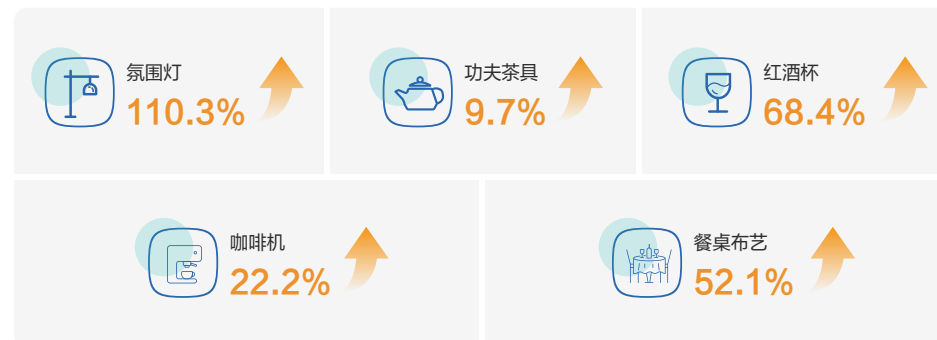 氛围灯
110.3%
功夫茶具
9.7%
红酒杯
68.4%
咖啡机
22.2%
餐桌布艺
52.1%